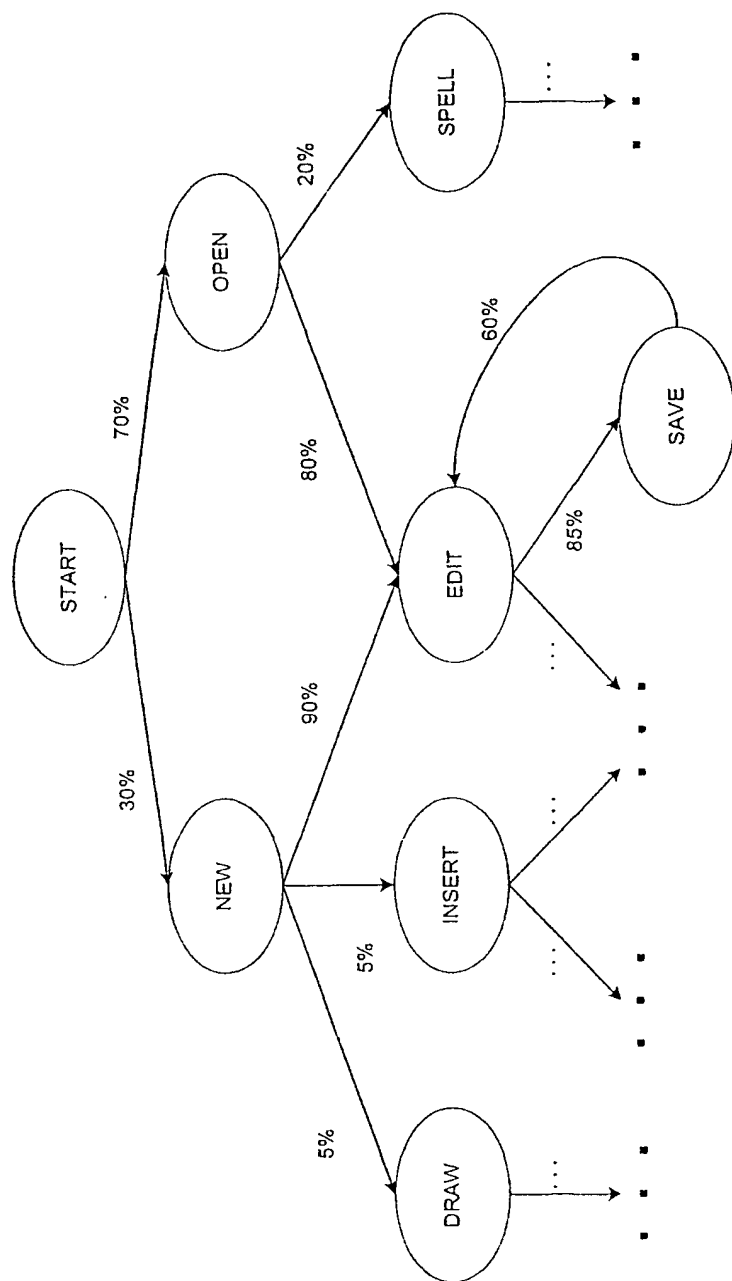 START
30%
70%
NEW
OPEN
5%
5%
90%
80%
20%
DRAW
INSERT
EDIT
SPELL
....
....
....
....
....
...
85%
60%
SAVE